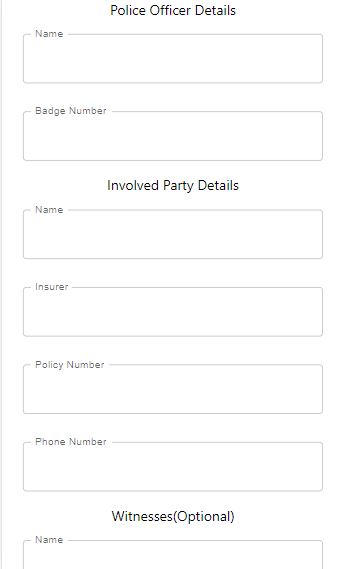 Police Officer Details
Name
Badge Number
Involved Party Details
Name
Insurer
Policy Number
Phone Number
Witnesses(Optional)
Name